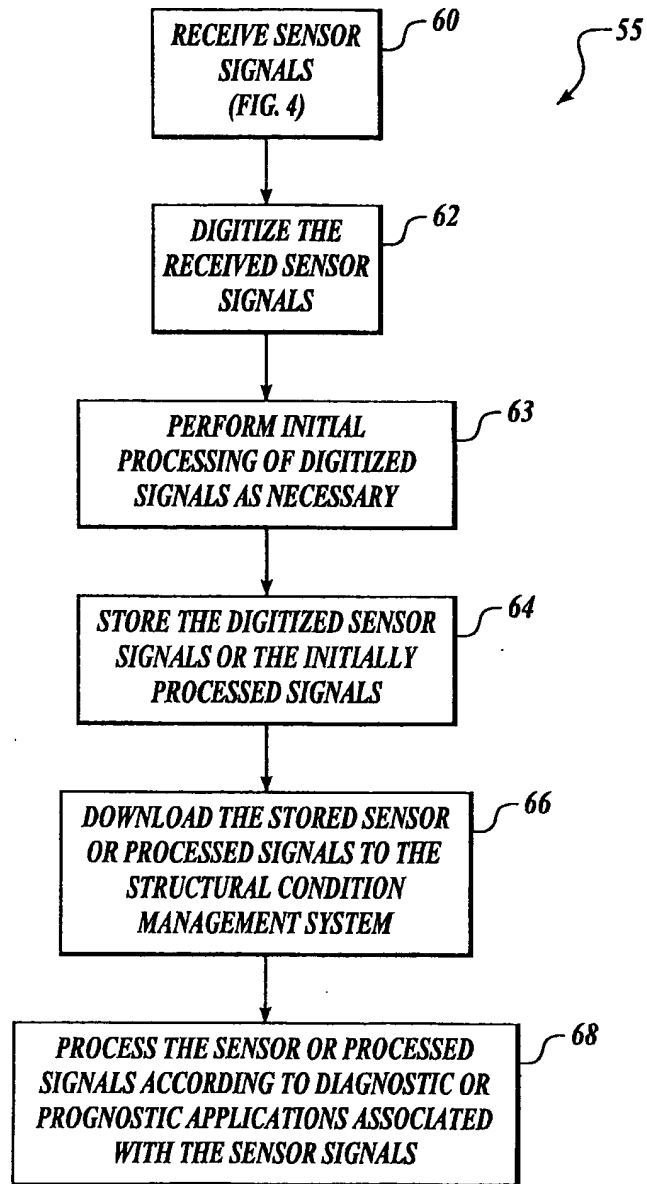 RECEIVE SENSOR
SIGNALS
(FIG. 4)
60
55
DIGITIZE THE
RECEIVED SENSOR
SIGNALS
62
PERFORM INITIAL
PROCESSING OF DIGITIZED
SIGNALS AS NECESSARY
63
STORE THE DIGITIZED SENSOR
SIGNALS OR THE INITIALLY
PROCESSED SIGNALS
64
DOWNLOAD THE STORED SENSOR
OR PROCESSED SIGNALS TO THE
STRUCTURAL CONDITION
MANAGEMENT SYSTEM
66
PROCESS THE SENSOR OR PROCESSED
SIGNALS ACCORDING TO DIAGNOSTIC OR
PROGNOSTIC APPLICATIONS ASSOCIATED
WITH THE SENSOR SIGNALS
68